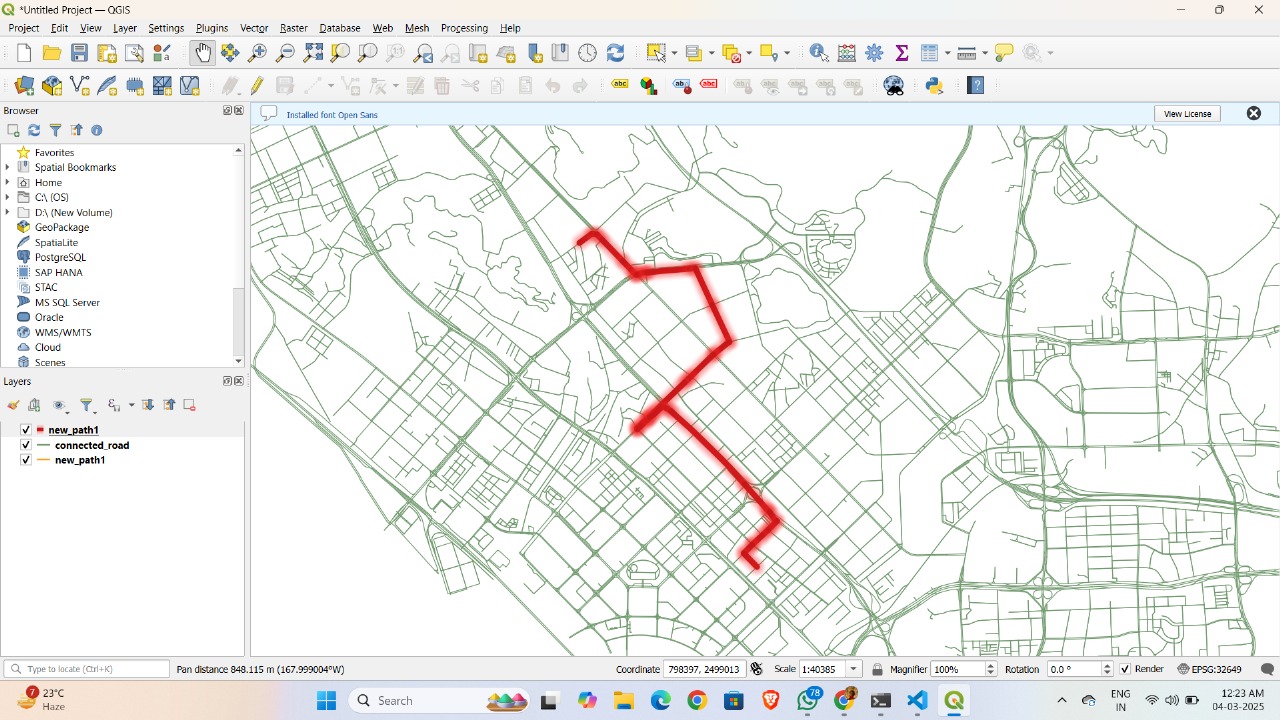 *Untitled Project — QGIS
Project Edit View Layer Settings Plugins Vector Raster Database Web Mesh Processing Help
abc abc abc
Browser
Installed font Open Sans
View License
Favorites
Spatial Bookmarks
Home
C:\ (OS)
D:\ (New Volume)
GeoPackage
SpatiaLite
PostgreSQL
SAP HANA
STAC
MS SQL Server
Oracle
WMS/WMTS
Cloud
Scenes
Layers
new_path1
connected_road
new_path1
Type to locate (Ctrl+K)
Pan distance 848.115 m (167.999004°W)
Coordinate 798397, 2499013
Scale 1:40385
Magnifier 100%
Rotation 0.0 °
Render
EPSG:32649
7
23°C
Haze
Search
78
ENG
IN
12:23 AM
04-03-2025